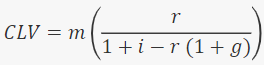 CLV = m ( r / 1 + i − r (1 + g) )